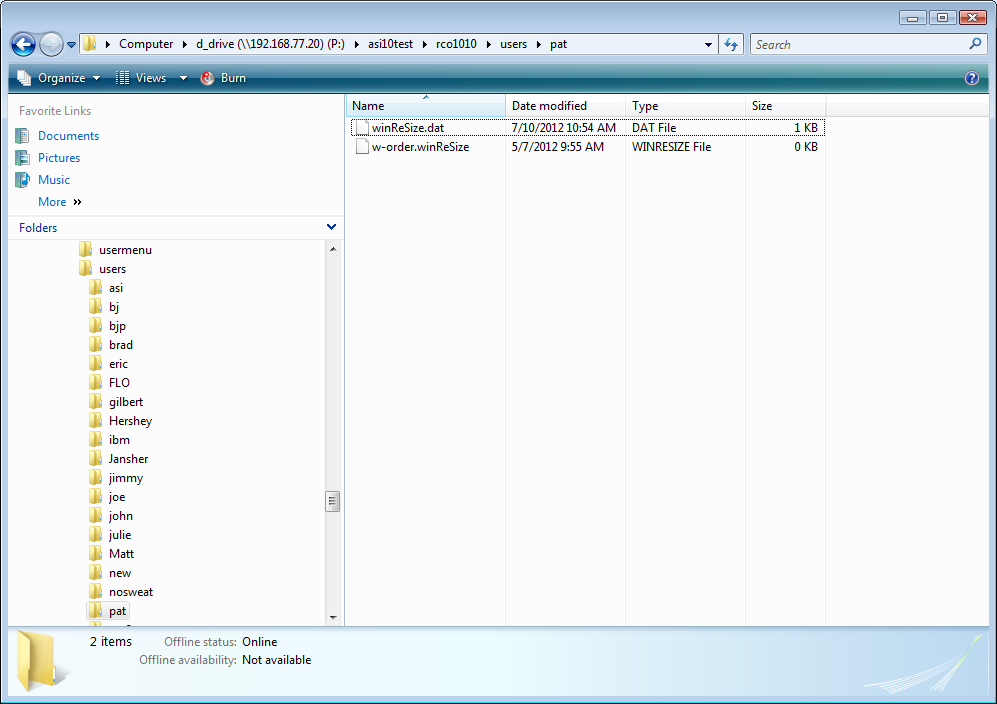 Computer d_drive (\\192.168.77.20) (P:) asi10test rco1010 users pat
Search
Organize Views Burn
Favorite Links
Documents
Pictures
Music
More »
Folders
usermenu
users
asi
bj
bjp
brad
eric
FLO
gilbert
Hershey
ibm
Jansher
jimmy
joe
john
julie
Matt
new
nosweat
pat
Name Date modified Type Size
winReSize.dat 7/10/2012 10:54 AM DAT File 1 KB
w-order.winReSize 5/7/2012 9:55 AM WINRESIZE File 0 KB
2 items Offline status: Online
Offline availability: Not available